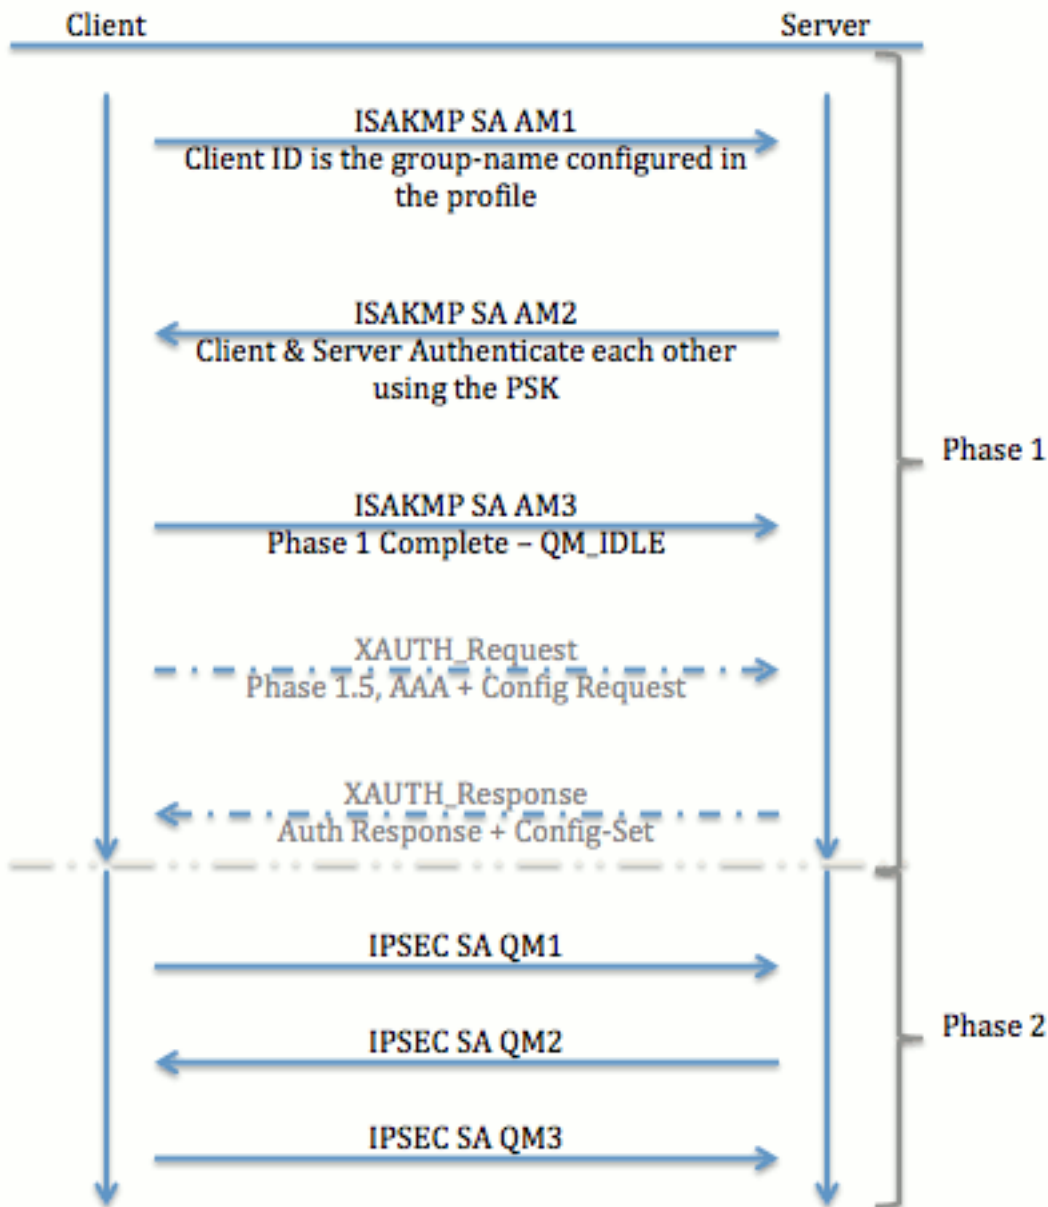 Client
Server
ISAKMP SA AM1
Client ID is the group-name configured in
the profile
ISAKMP SA AM2
Client & Server Authenticate each other
using the PSK
Phase 1
ISAKMP SA AM3
Phase 1 Complete – QM_IDLE
XAUTH_Request
Phase 1.5, AAA + Config Request
XAUTH_Response
Auth Response + Config-Set
IPSEC SA QM1
Phase 2
IPSEC SA QM2
IPSEC SA QM3